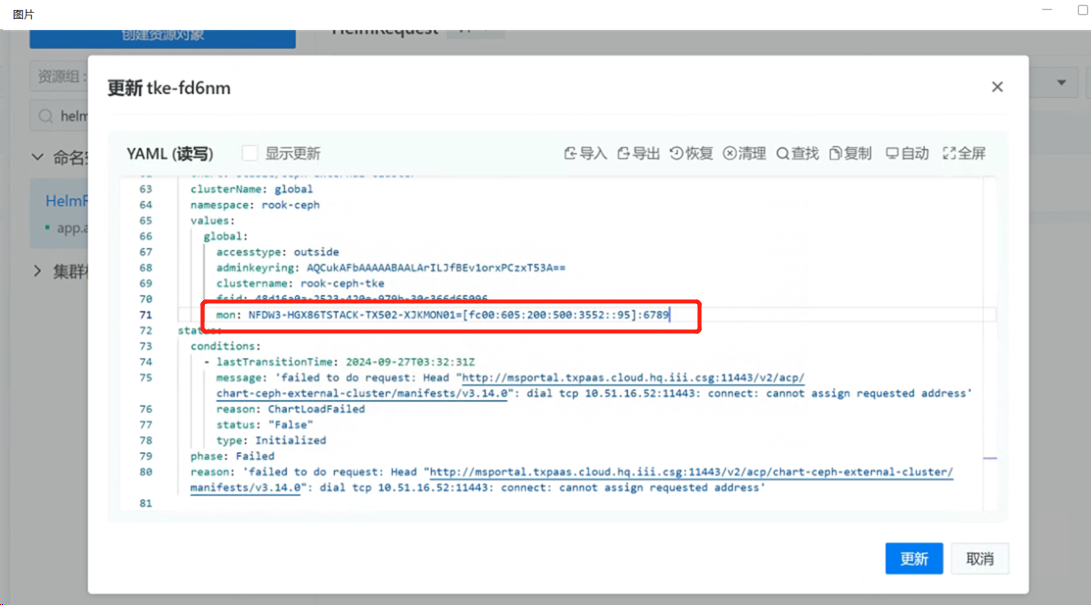 图片
创建资源对象
HelmRequest
资源组:
helm
更新 tke-fd6nm
YAML (读写)
显示更新
导入
导出
恢复
清理
查找
复制
自动
全屏
命名空
HelmR
app.a
集群
63 clusterName: global
64 namespace: rook-ceph
65 values:
66 global:
67 accesstype: outside
68 adminkeyring: AQCukAFbAAAAABAALArILJfBEv1orxPCzxT53A==
69 clustername: rook-ceph-tke
70
71 mon: NFDW3-HGX86TSTACK-TX502-XJKMON01=[fc00:605:200:500:3552::95]:6789
72 status:
73 conditions:
74 - lastTransitionTime: 2024-09-27T03:32:31Z
75 message: 'failed to do request: Head "http://msportal.txpaas.cloud.hq.iii.csg:11443/v2/acp/
chart-ceph-external-cluster/manifests/v3.14.0": dial tcp 10.51.16.52:11443: connect: cannot assign requested address'
76 reason: ChartLoadFailed
77 status: "False"
78 type: Initialized
79 phase: Failed
80 reason: 'failed to do request: Head "http://msportal.txpaas.cloud.hq.iii.csg:11443/v2/acp/chart-ceph-external-cluster/
manifests/v3.14.0": dial tcp 10.51.16.52:11443: connect: cannot assign requested address'
81
更新
取消